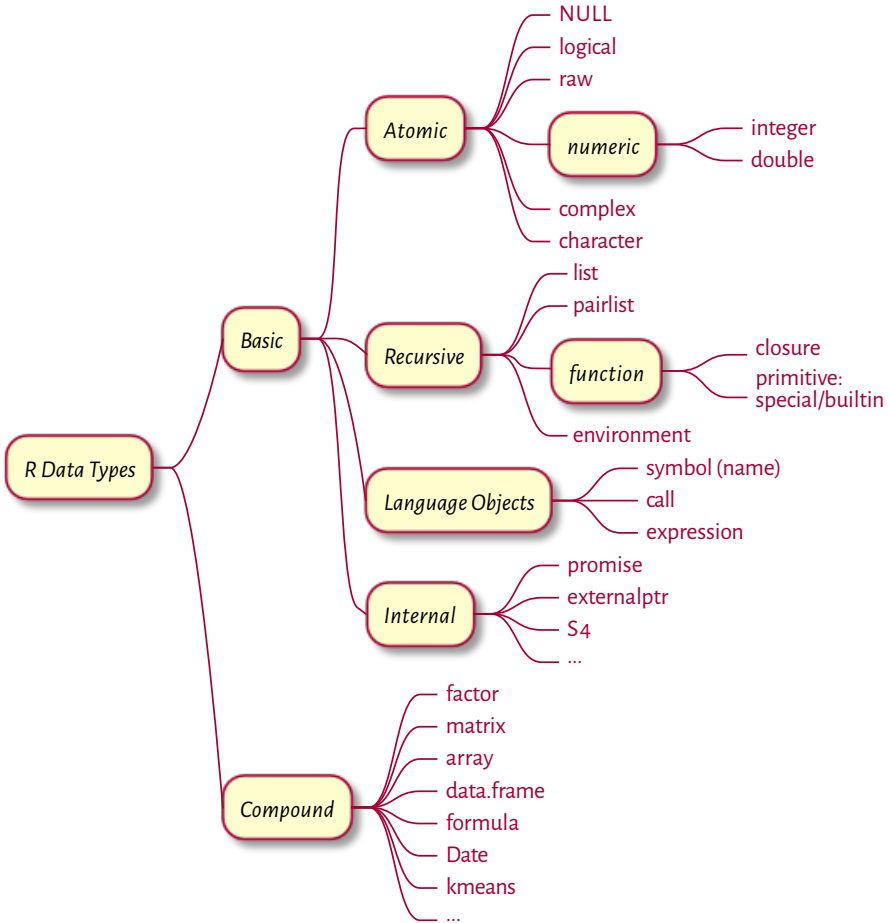 R Data Types
Basic
Atomic
NULL
logical
raw
numeric
integer
double
complex
character
Recursive
list
pairlist
function
closure
primitive:
special/builtin
environment
Language Objects
symbol (name)
call
expression
Internal
promise
externalptr
S4
...
Compound
factor
matrix
array
data.frame
formula
Date
kmeans
...